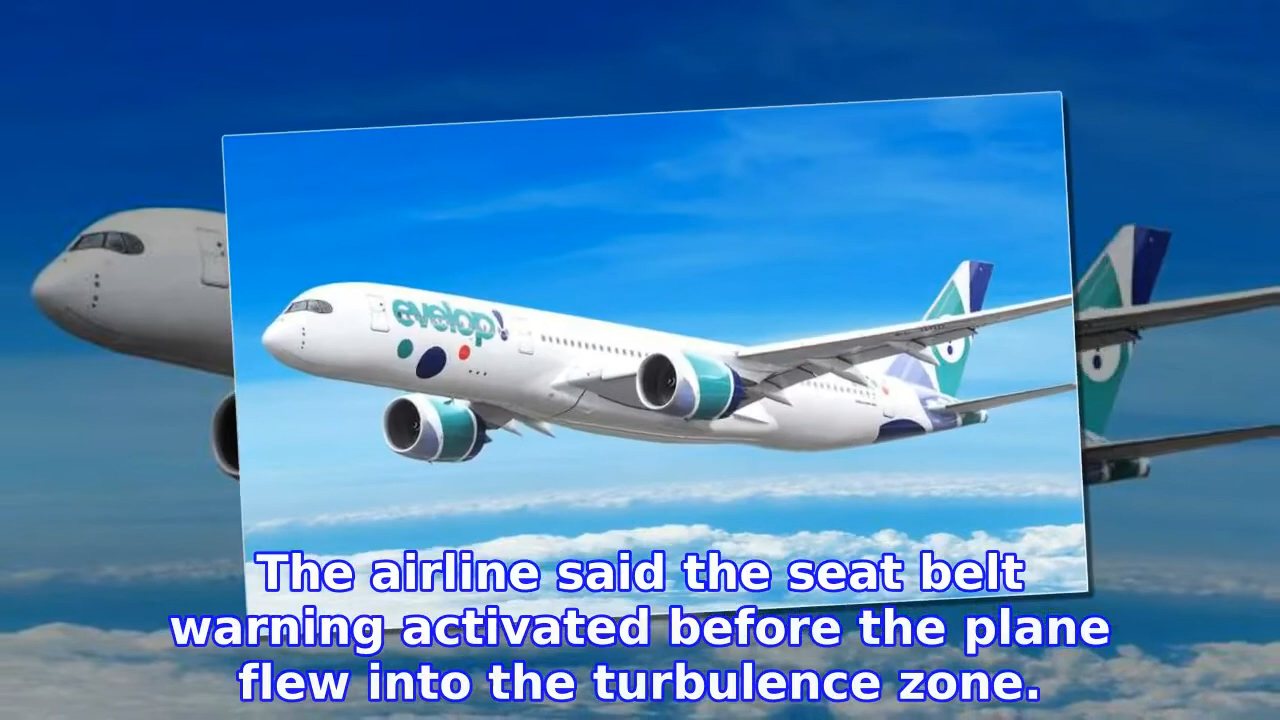 evelop!
The airline said the seat belt
warning activated before the plane
flew into the turbulence zone.